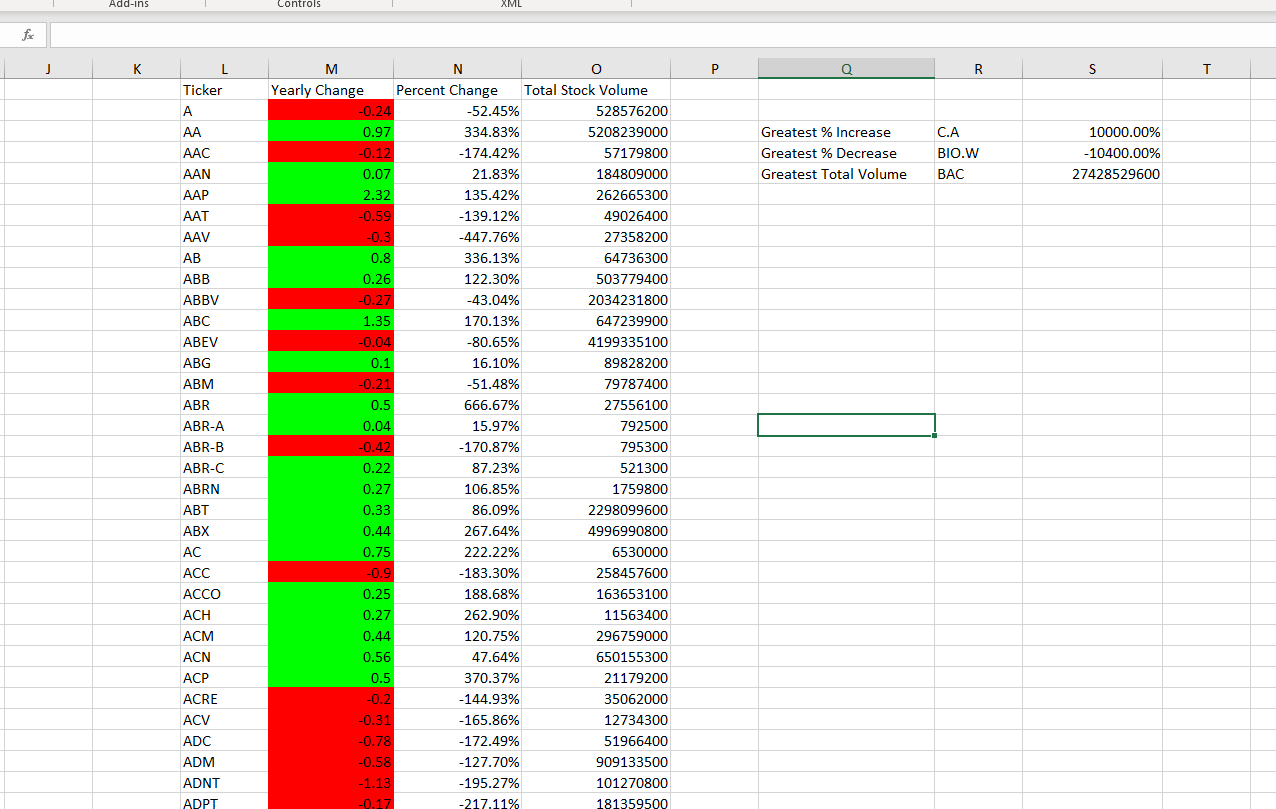 Add-ins Controls XML
fx
J K L M N O P Q R S T
Ticker Yearly Change Percent Change Total Stock Volume
A -0.24 -52.45% 528576200
AA 0.97 334.83% 5208239000 Greatest % Increase C.A 10000.00%
AAC -0.12 -174.42% 57179800 Greatest % Decrease BIO.W -10400.00%
AAN 0.07 21.83% 184809000 Greatest Total Volume BAC 27428529600
AAP 2.32 135.42% 262665300
AAT -0.59 -139.12% 49026400
AAV -0.3 -447.76% 27358200
AB 0.8 336.13% 64736300
ABB 0.26 122.30% 503779400
ABBV -0.27 -43.04% 2034231800
ABC 1.35 170.13% 647239900
ABEV -0.04 -80.65% 4199335100
ABG 0.1 16.10% 89828200
ABM -0.21 -51.48% 79787400
ABR 0.5 666.67% 27556100
ABR-A 0.04 15.97% 792500
ABR-B -0.42 -170.87% 795300
ABR-C 0.22 87.23% 521300
ABRN 0.27 106.85% 1759800
ABT 0.33 86.09% 2298099600
ABX 0.44 267.64% 4996990800
AC 0.75 222.22% 6530000
ACC -0.9 -183.30% 258457600
ACCO 0.25 188.68% 163653100
ACH 0.27 262.90% 11563400
ACM 0.44 120.75% 296759000
ACN 0.56 47.64% 650155300
ACP 0.5 370.37% 21179200
ACRE -0.2 -144.93% 35062000
ACV -0.31 -165.86% 12734300
ADC -0.78 -172.49% 51966400
ADM -0.58 -127.70% 909133500
ADNT -1.13 -195.27% 101270800
ADPT -0.17 -217.11% 181359500